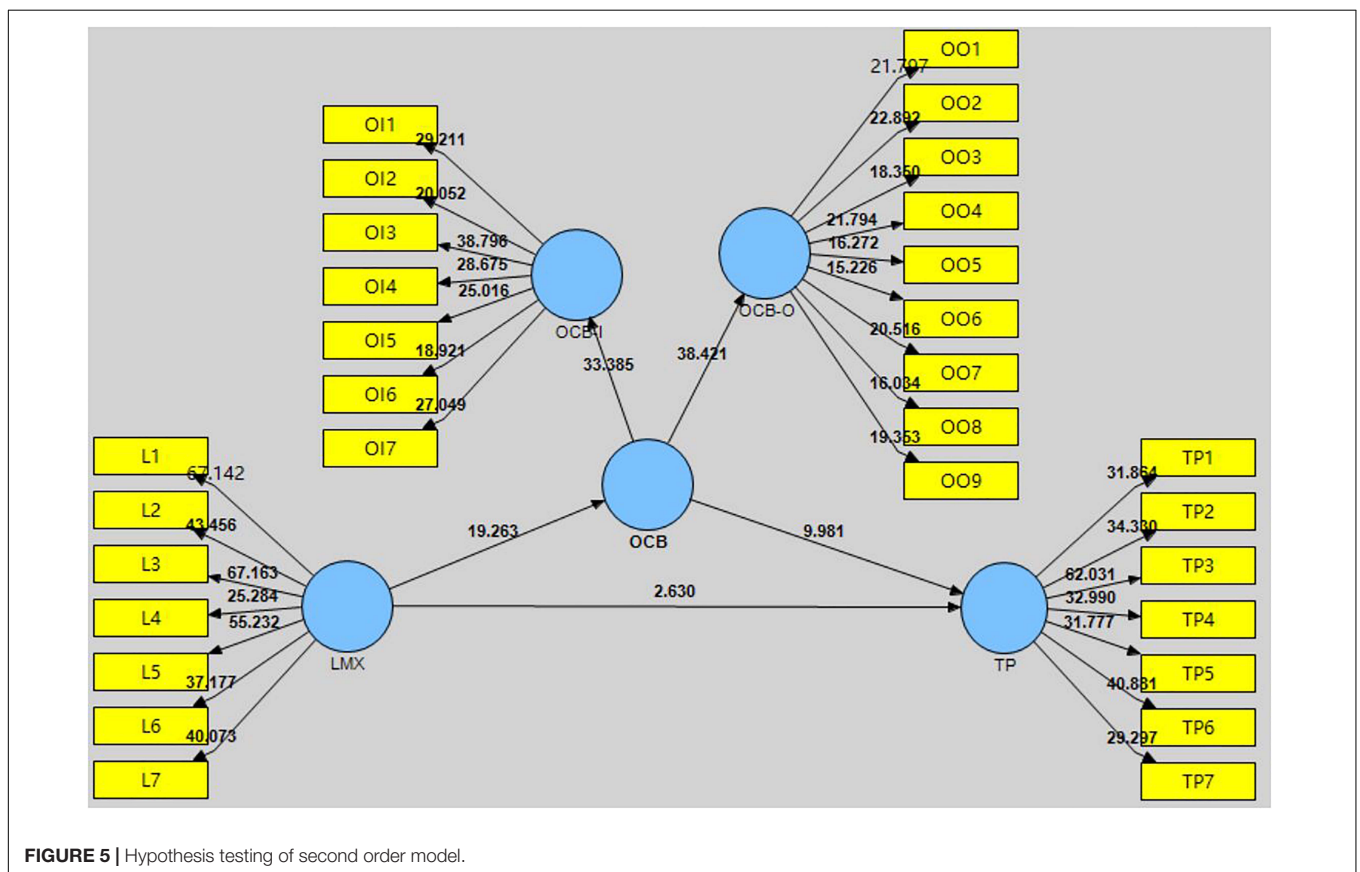 OO1
21.797
OO2
22.892
OO3
18.350
OO4
21.794
OO5
16.272
OO6
15.226
OO7
20.516
OO8
16.034
OO9
19.353
OCB-O
OI1
29.211
OI2
20.052
OI3
38.796
OI4
28.675
OI5
25.016
OI6
18.921
OI7
27.049
OCB-I
33.385
38.421
L1
67.142
L2
43.456
L3
67.163
L4
25.284
L5
55.232
L6
37.177
L7
40.073
LMX
19.263
OCB
9.981
2.630
TP
TP1
31.864
TP2
34.330
TP3
62.031
TP4
32.990
TP5
31.777
TP6
40.881
TP7
29.297
FIGURE 5 | Hypothesis testing of second order model.